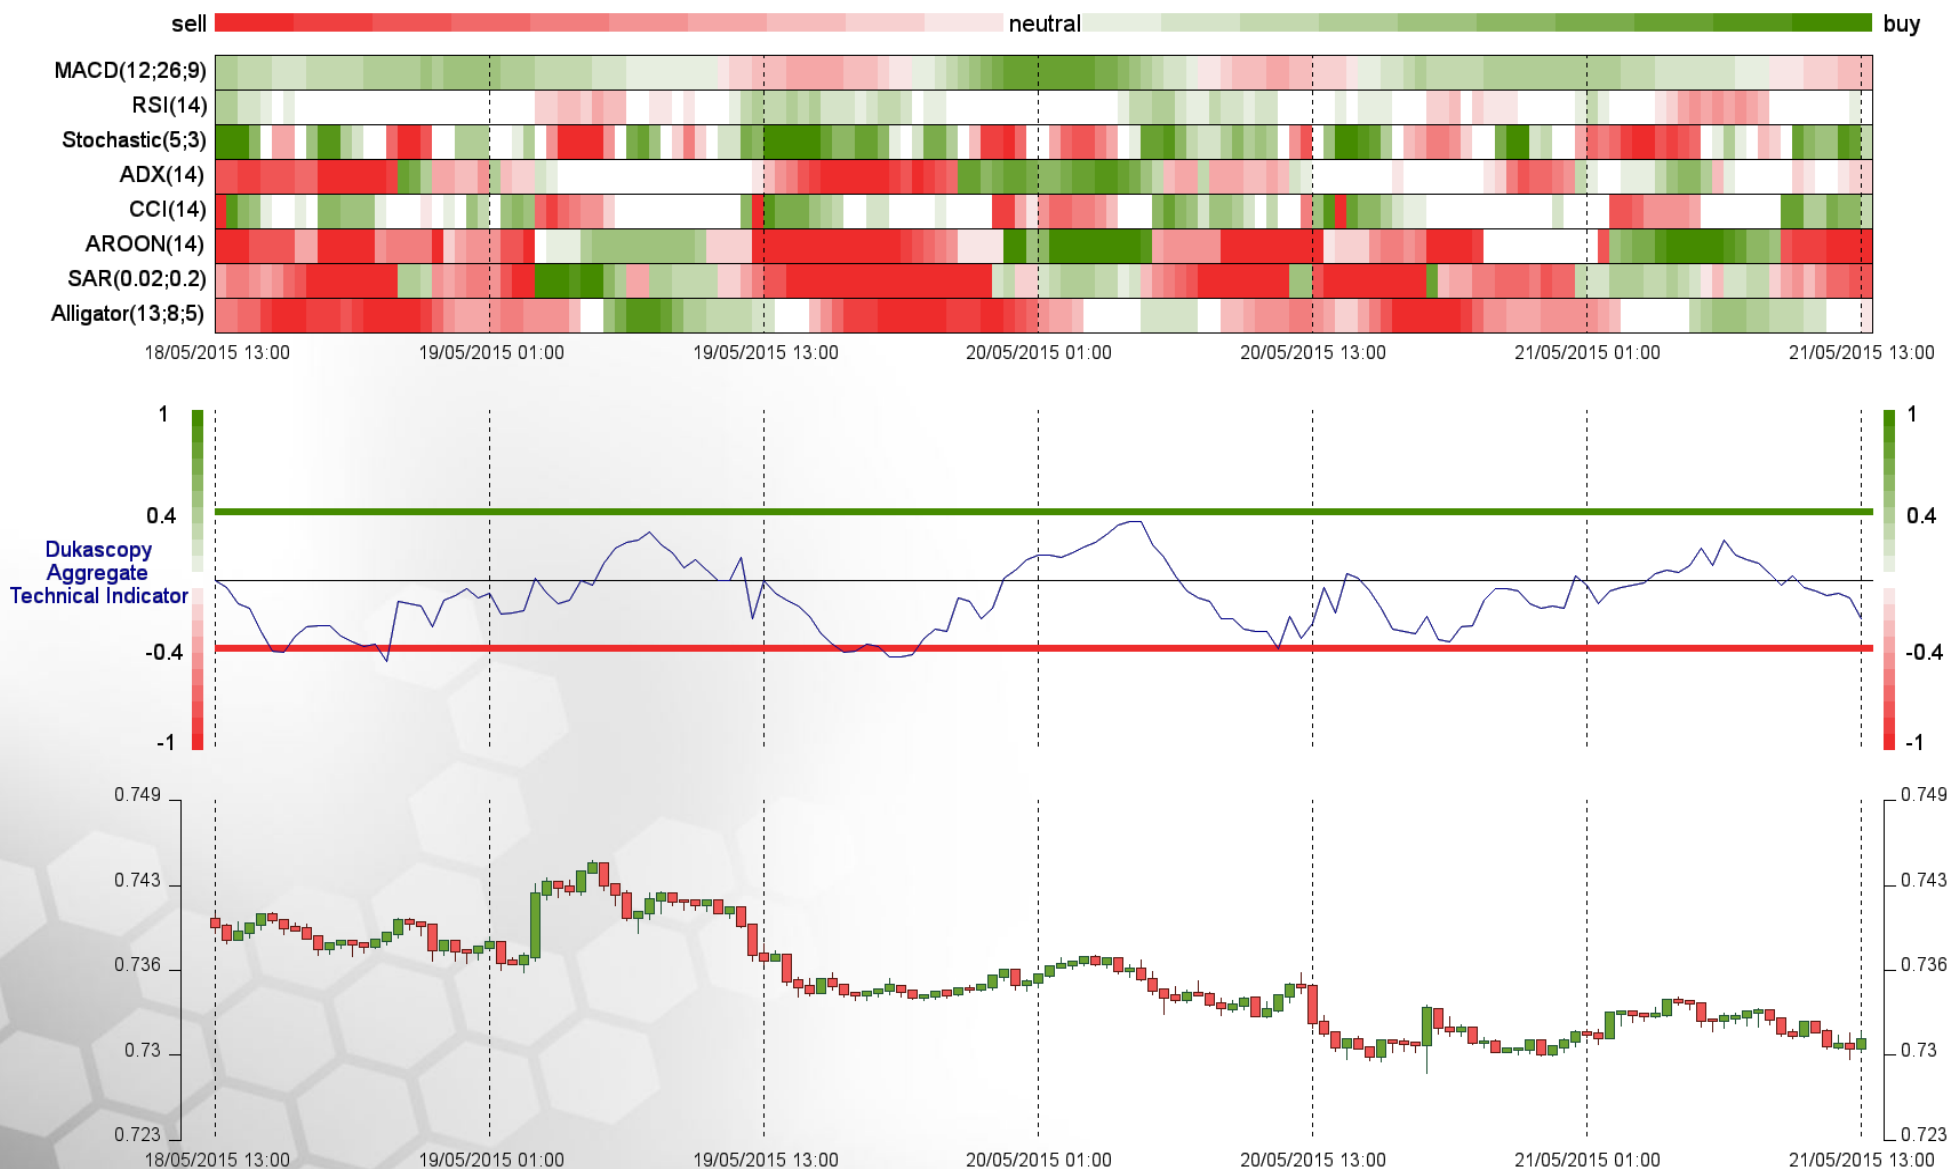 sell neutral buy
MACD(12;26;9)
RSI(14)
Stochastic(5;3)
ADX(14)
CCI(14)
AROON(14)
SAR(0.02;0.2)
Alligator(13;8;5)
18/05/2015 13:00 19/05/2015 01:00 19/05/2015 13:00 20/05/2015 01:00 20/05/2015 13:00 21/05/2015 01:00 21/05/2015 13:00
1 1
0.4 0.4
Dukascopy
Aggregate
Technical Indicator
-0.4 -0.4
-1 -1
0.749 0.749
0.743 0.743
0.736 0.736
0.73 0.73
0.723 0.723
18/05/2015 13:00 19/05/2015 01:00 19/05/2015 13:00 20/05/2015 01:00 20/05/2015 13:00 21/05/2015 01:00 21/05/2015 13:00